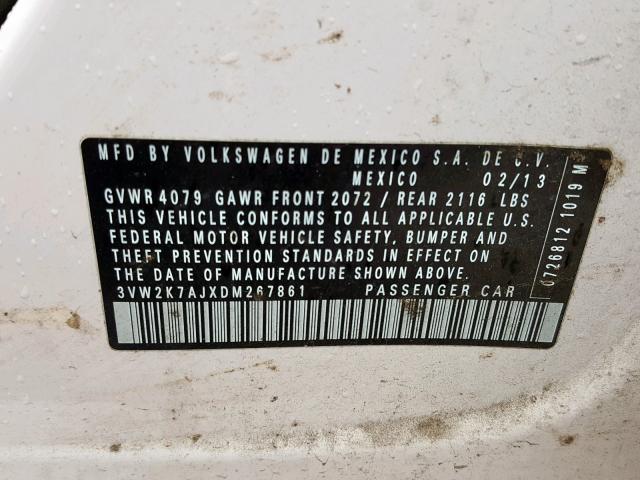 MFD BY VOLKSWAGEN DE MEXICO S.A. DE C.V.
MEXICO 02/13
GVWR 4079 GAWR FRONT 2072 / REAR 2116 LBS
THIS VEHICLE CONFORMS TO ALL APPLICABLE U.S.
FEDERAL MOTOR VEHICLE SAFETY, BUMPER AND
THEFT PREVENTION STANDARDS IN EFFECT ON
THE DATE OF MANUFACTURE SHOWN ABOVE.
3VW2K7AJXDM267861 PASSENGER CAR
0726812 1019 M